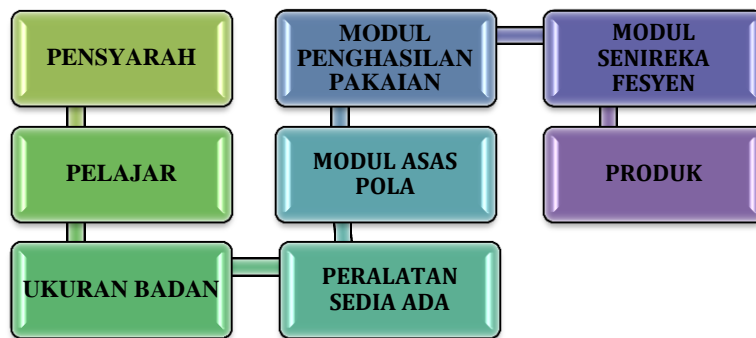 PENSYARAH
PELAJAR
UKURAN BADAN
PERALATAN
SEDIA ADA
MODUL ASAS
POLA
MODUL
PENGHASILAN
PAKAIAN
MODUL
SENIREKA
FESYEN
PRODUK